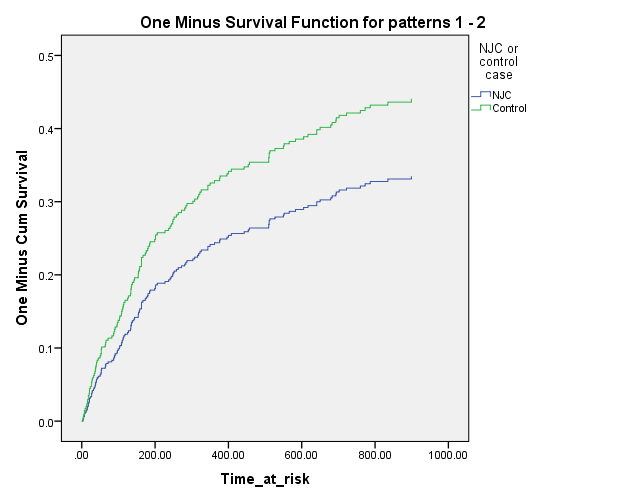 One Minus Survival Function for patterns 1 - 2
NJC or
control
case
NJC
Control
One Minus Cum Survival
0.5
0.4
0.3
0.2
0.1
0.0
.00
200.00
400.00
600.00
800.00
1000.00
Time_at_risk